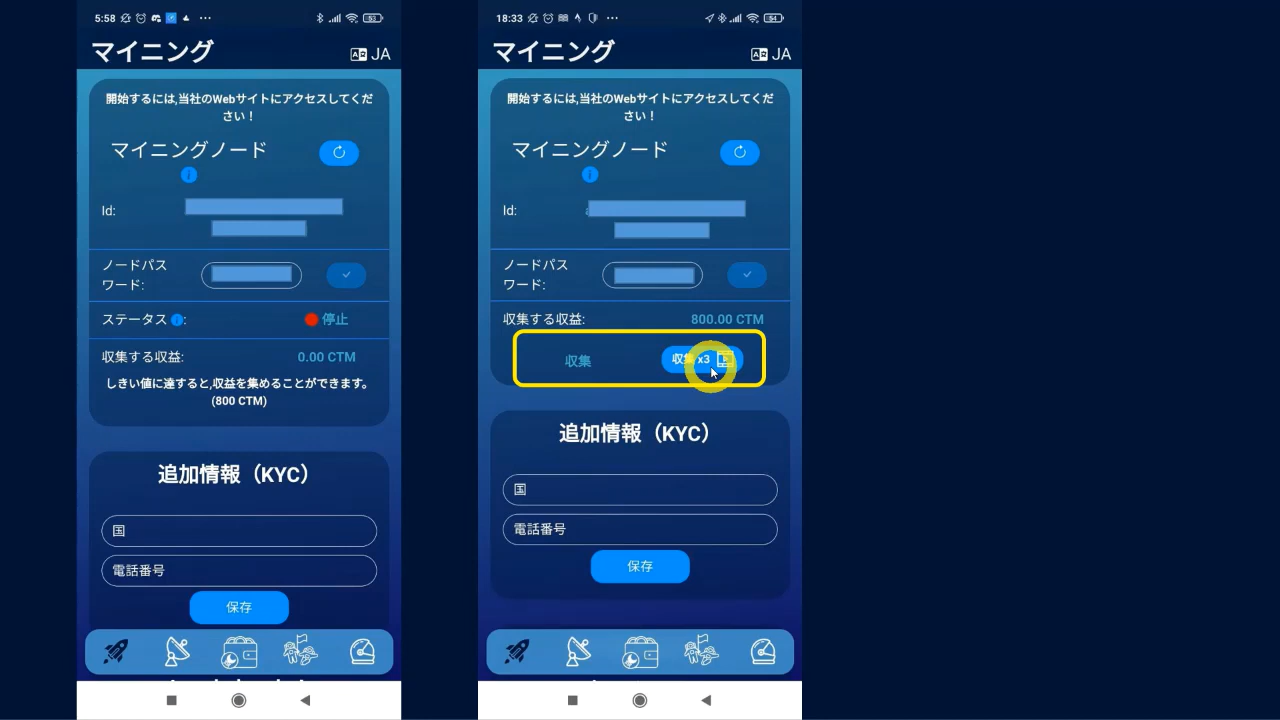 5:58
53
マイニング
JA
開始するには,当社のWebサイトにアクセスしてくだ
さい！
マイニングノード
Id:
ノードパス
ワード:
ステータス :
停止
収集する収益:
0.00 CTM
しきい値に達すると,収益を集めることができます。
(800 CTM)
追加情報（KYC）
国
電話番号
保存
18:33
54
マイニング
JA
開始するには,当社のWebサイトにアクセスしてくだ
さい！
マイニングノード
Id:
ノードパス
ワード:
収集する収益:
800.00 CTM
収集
収集 x3
追加情報（KYC）
国
電話番号
保存